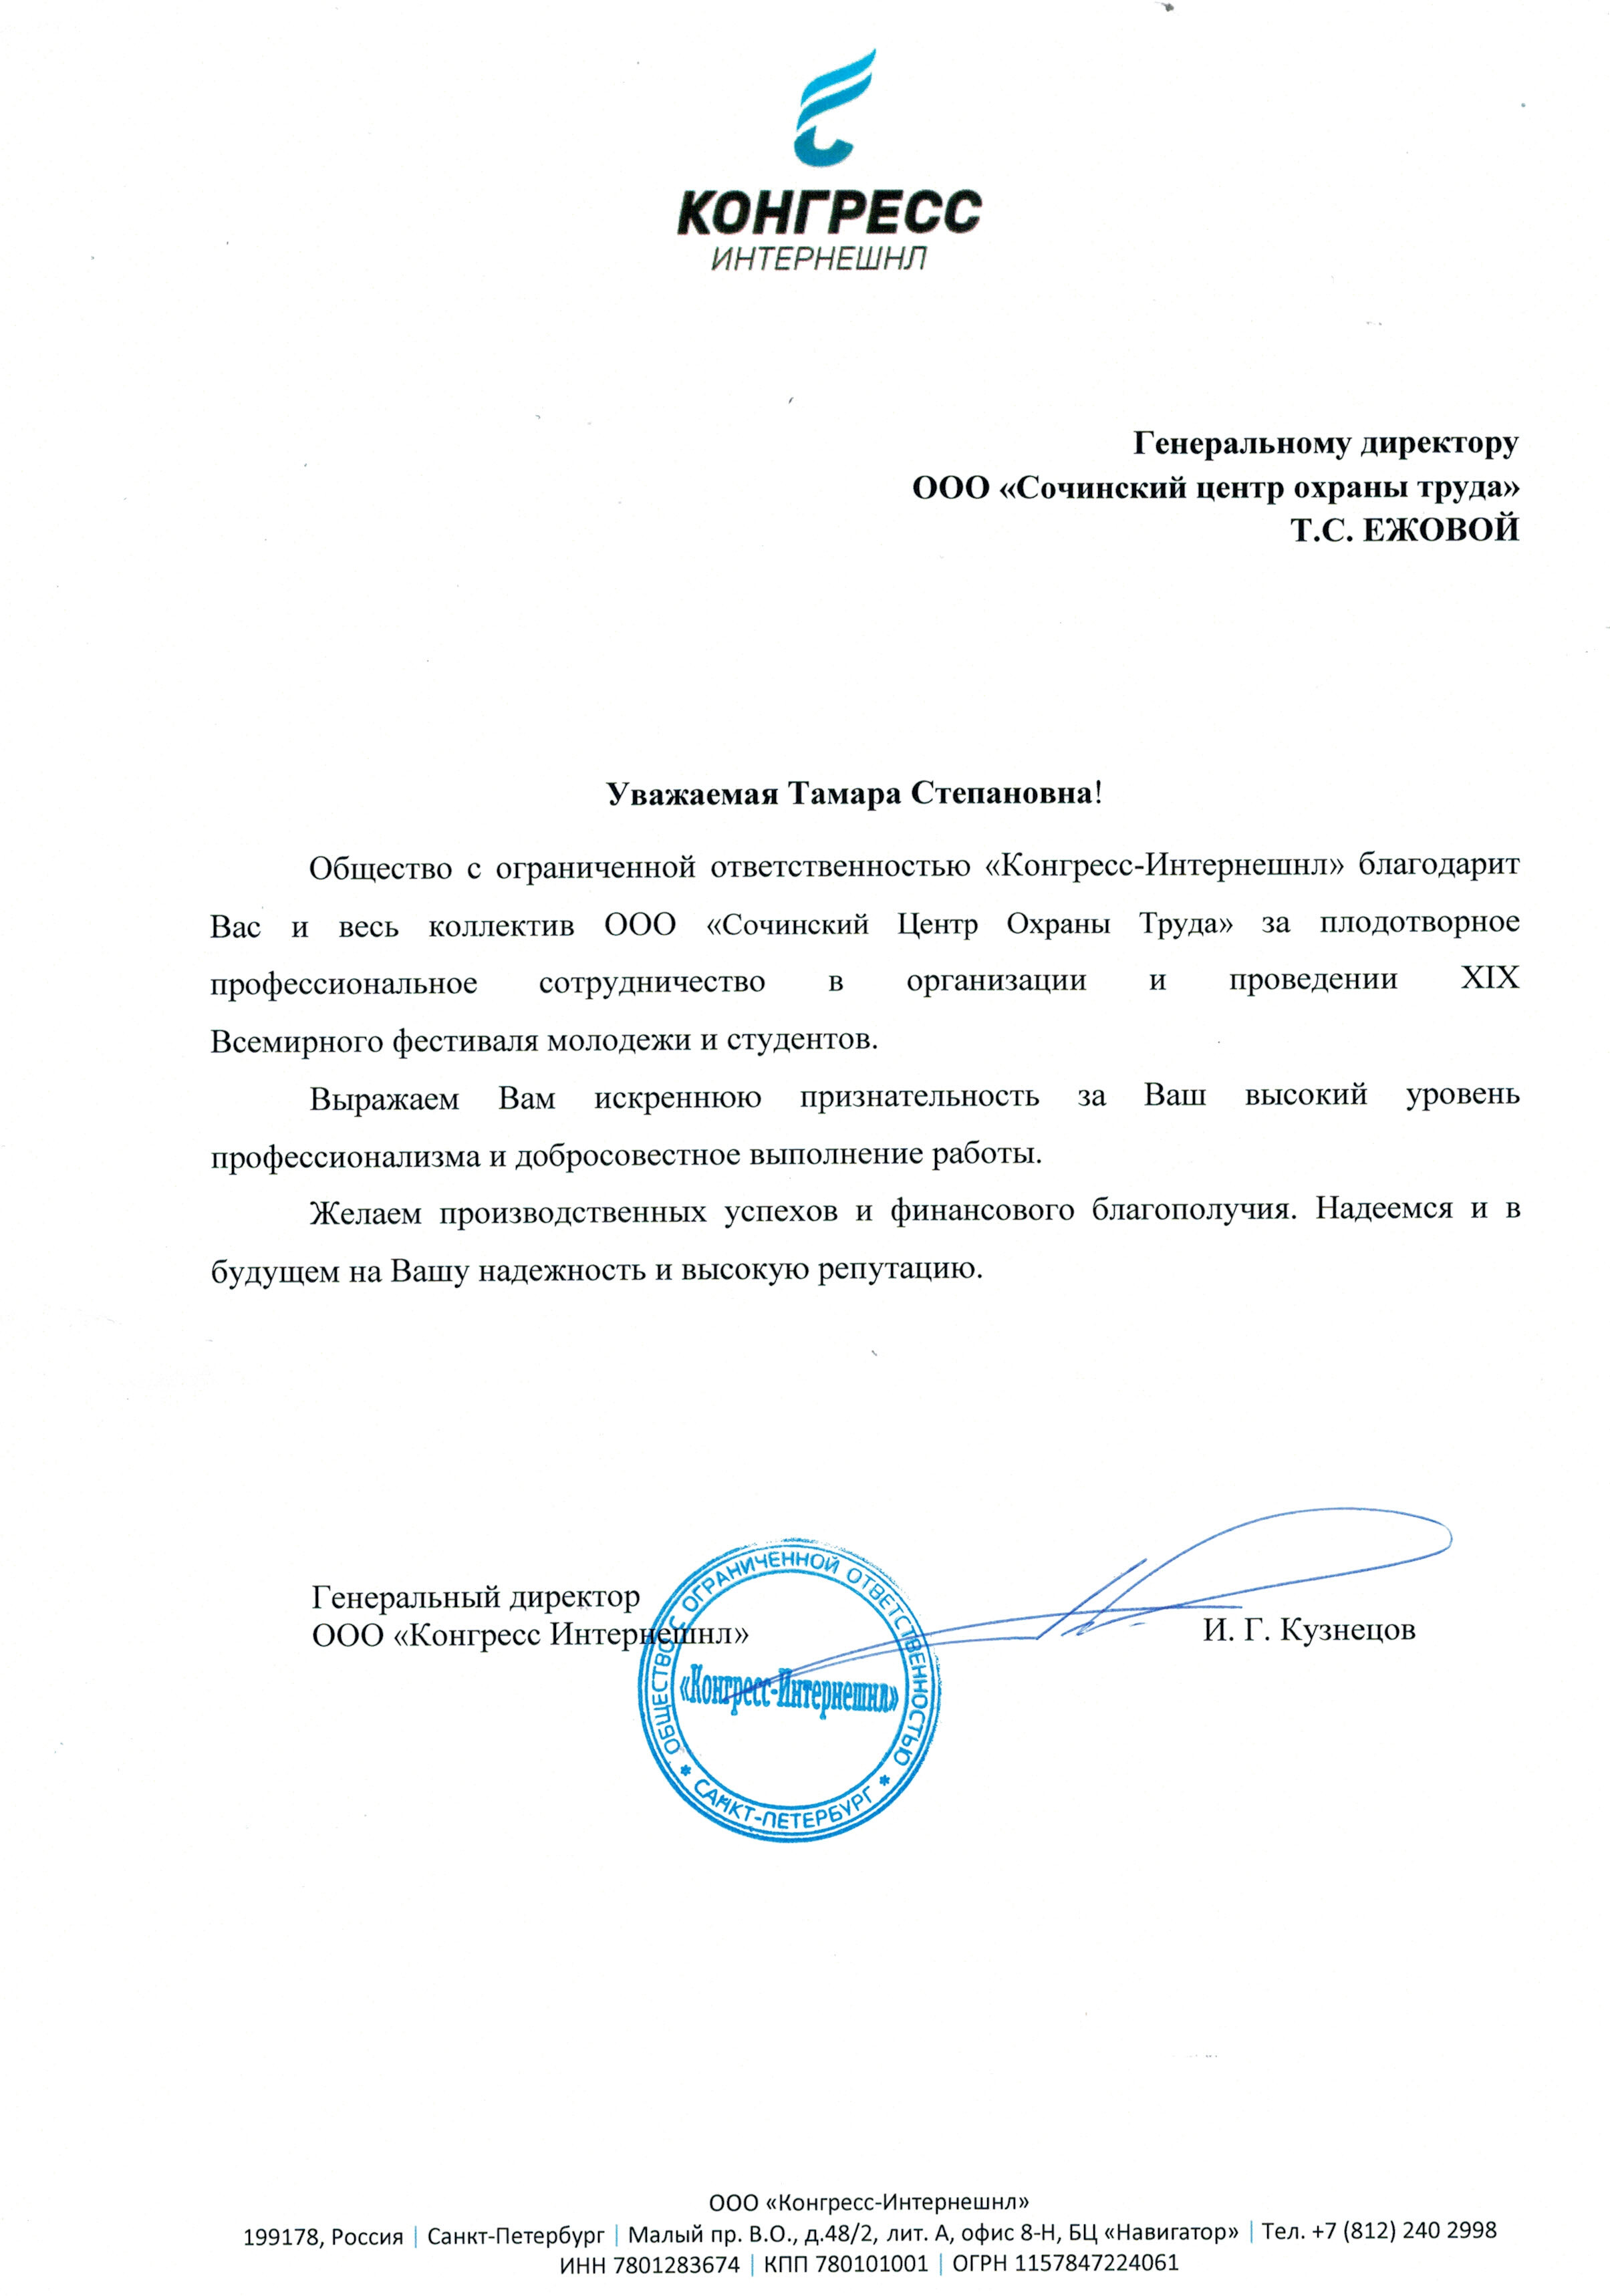 КОНГРЕСС
ИНТЕРНЕШНЛ
Генеральному директору
ООО «Сочинский центр охраны труда»
Т.С. ЕЖОВОЙ
Уважаемая Тамара Степановна!
Общество с ограниченной ответственностью «Конгресс-Интернешнл» благодарит
Вас и весь коллектив ООО «Сочинский Центр Охраны Труда» за плодотворное
профессиональное сотрудничество в организации и проведении XIX
Всемирного фестиваля молодежи и студентов.
Выражаем Вам искреннюю признательность за Ваш высокий уровень
профессионализма и добросовестное выполнение работы.
Желаем производственных успехов и финансового благополучия. Надеемся и в
будущем на Вашу надежность и высокую репутацию.
Генеральный директор
ООО «Конгресс Интернешнл»
И. Г. Кузнецов
ОБЩЕСТВО С ОГРАНИЧЕННОЙ ОТВЕТСТВЕННОСТЬЮ
«Конгресс-Интернешнл»
* САНКТ-ПЕТЕРБУРГ *
ООО «Конгресс-Интернешнл»
199178, Россия | Санкт-Петербург | Малый пр. В.О., д.48/2, лит. А, офис 8-Н, БЦ «Навигатор» | Тел. +7 (812) 240 2998
ИНН 7801283674 | КПП 780101001 | ОГРН 1157847224061